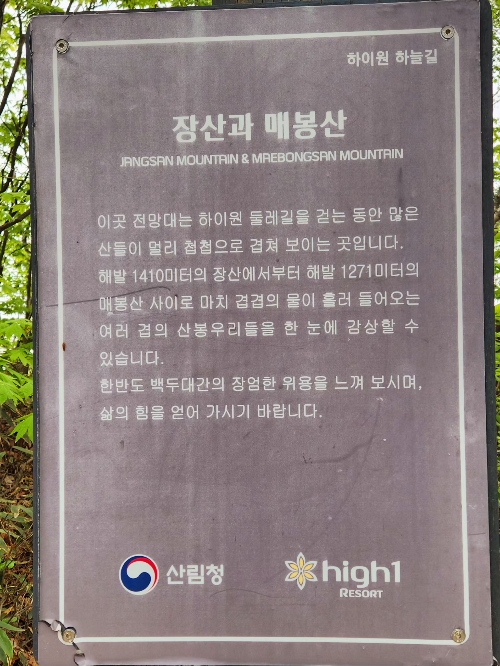 하이원 하늘길
장산과 매봉산
JANGSAN MOUNTAIN & MAEBONGSAN MOUNTAIN
이곳 전망대는 하이원 둘레길을 걷는 동안 많은
산들이 멀리 첩첩으로 겹쳐 보이는 곳입니다.
해발 1410미터의 장산에서부터 해발 1271미터의
매봉산 사이로 마치 겹겹의 물이 흘러 들어오는
여러 겹의 산봉우리들을 한 눈에 감상할 수
있습니다.
한반도 백두대간의 장엄한 위용을 느껴 보시며,
삶의 힘을 얻어 가시기 바랍니다.
산림청
high1
RESORT